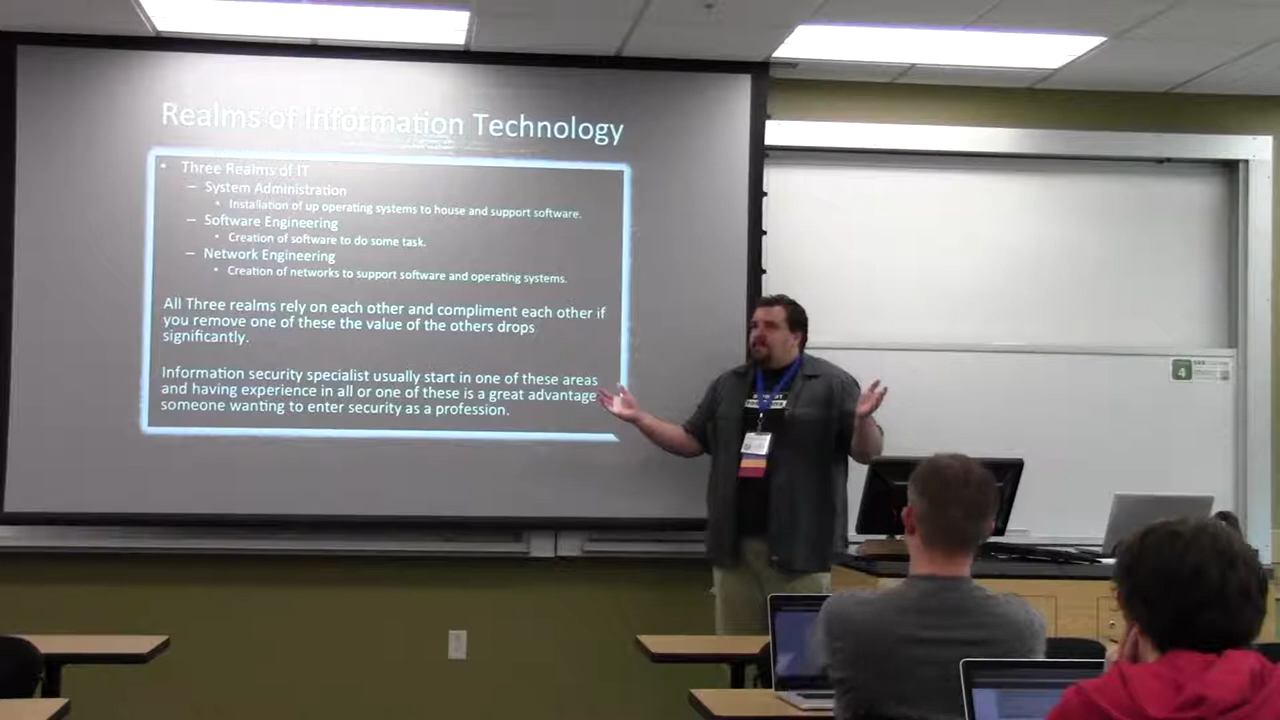 Realms of Information Technology
• Three Realms of IT
– System Administration
• Installation of up operating systems to house and support software.
– Software Engineering
• Creation of software to do some task.
– Network Engineering
• Creation of networks to support software and operating systems.
All Three realms rely on each other and compliment each other if
you remove one of these the value of the others drops
significantly.
Information security specialist usually start in one of these areas
and having experience in all or one of these is a great advantage
someone wanting to enter security as a profession.
4